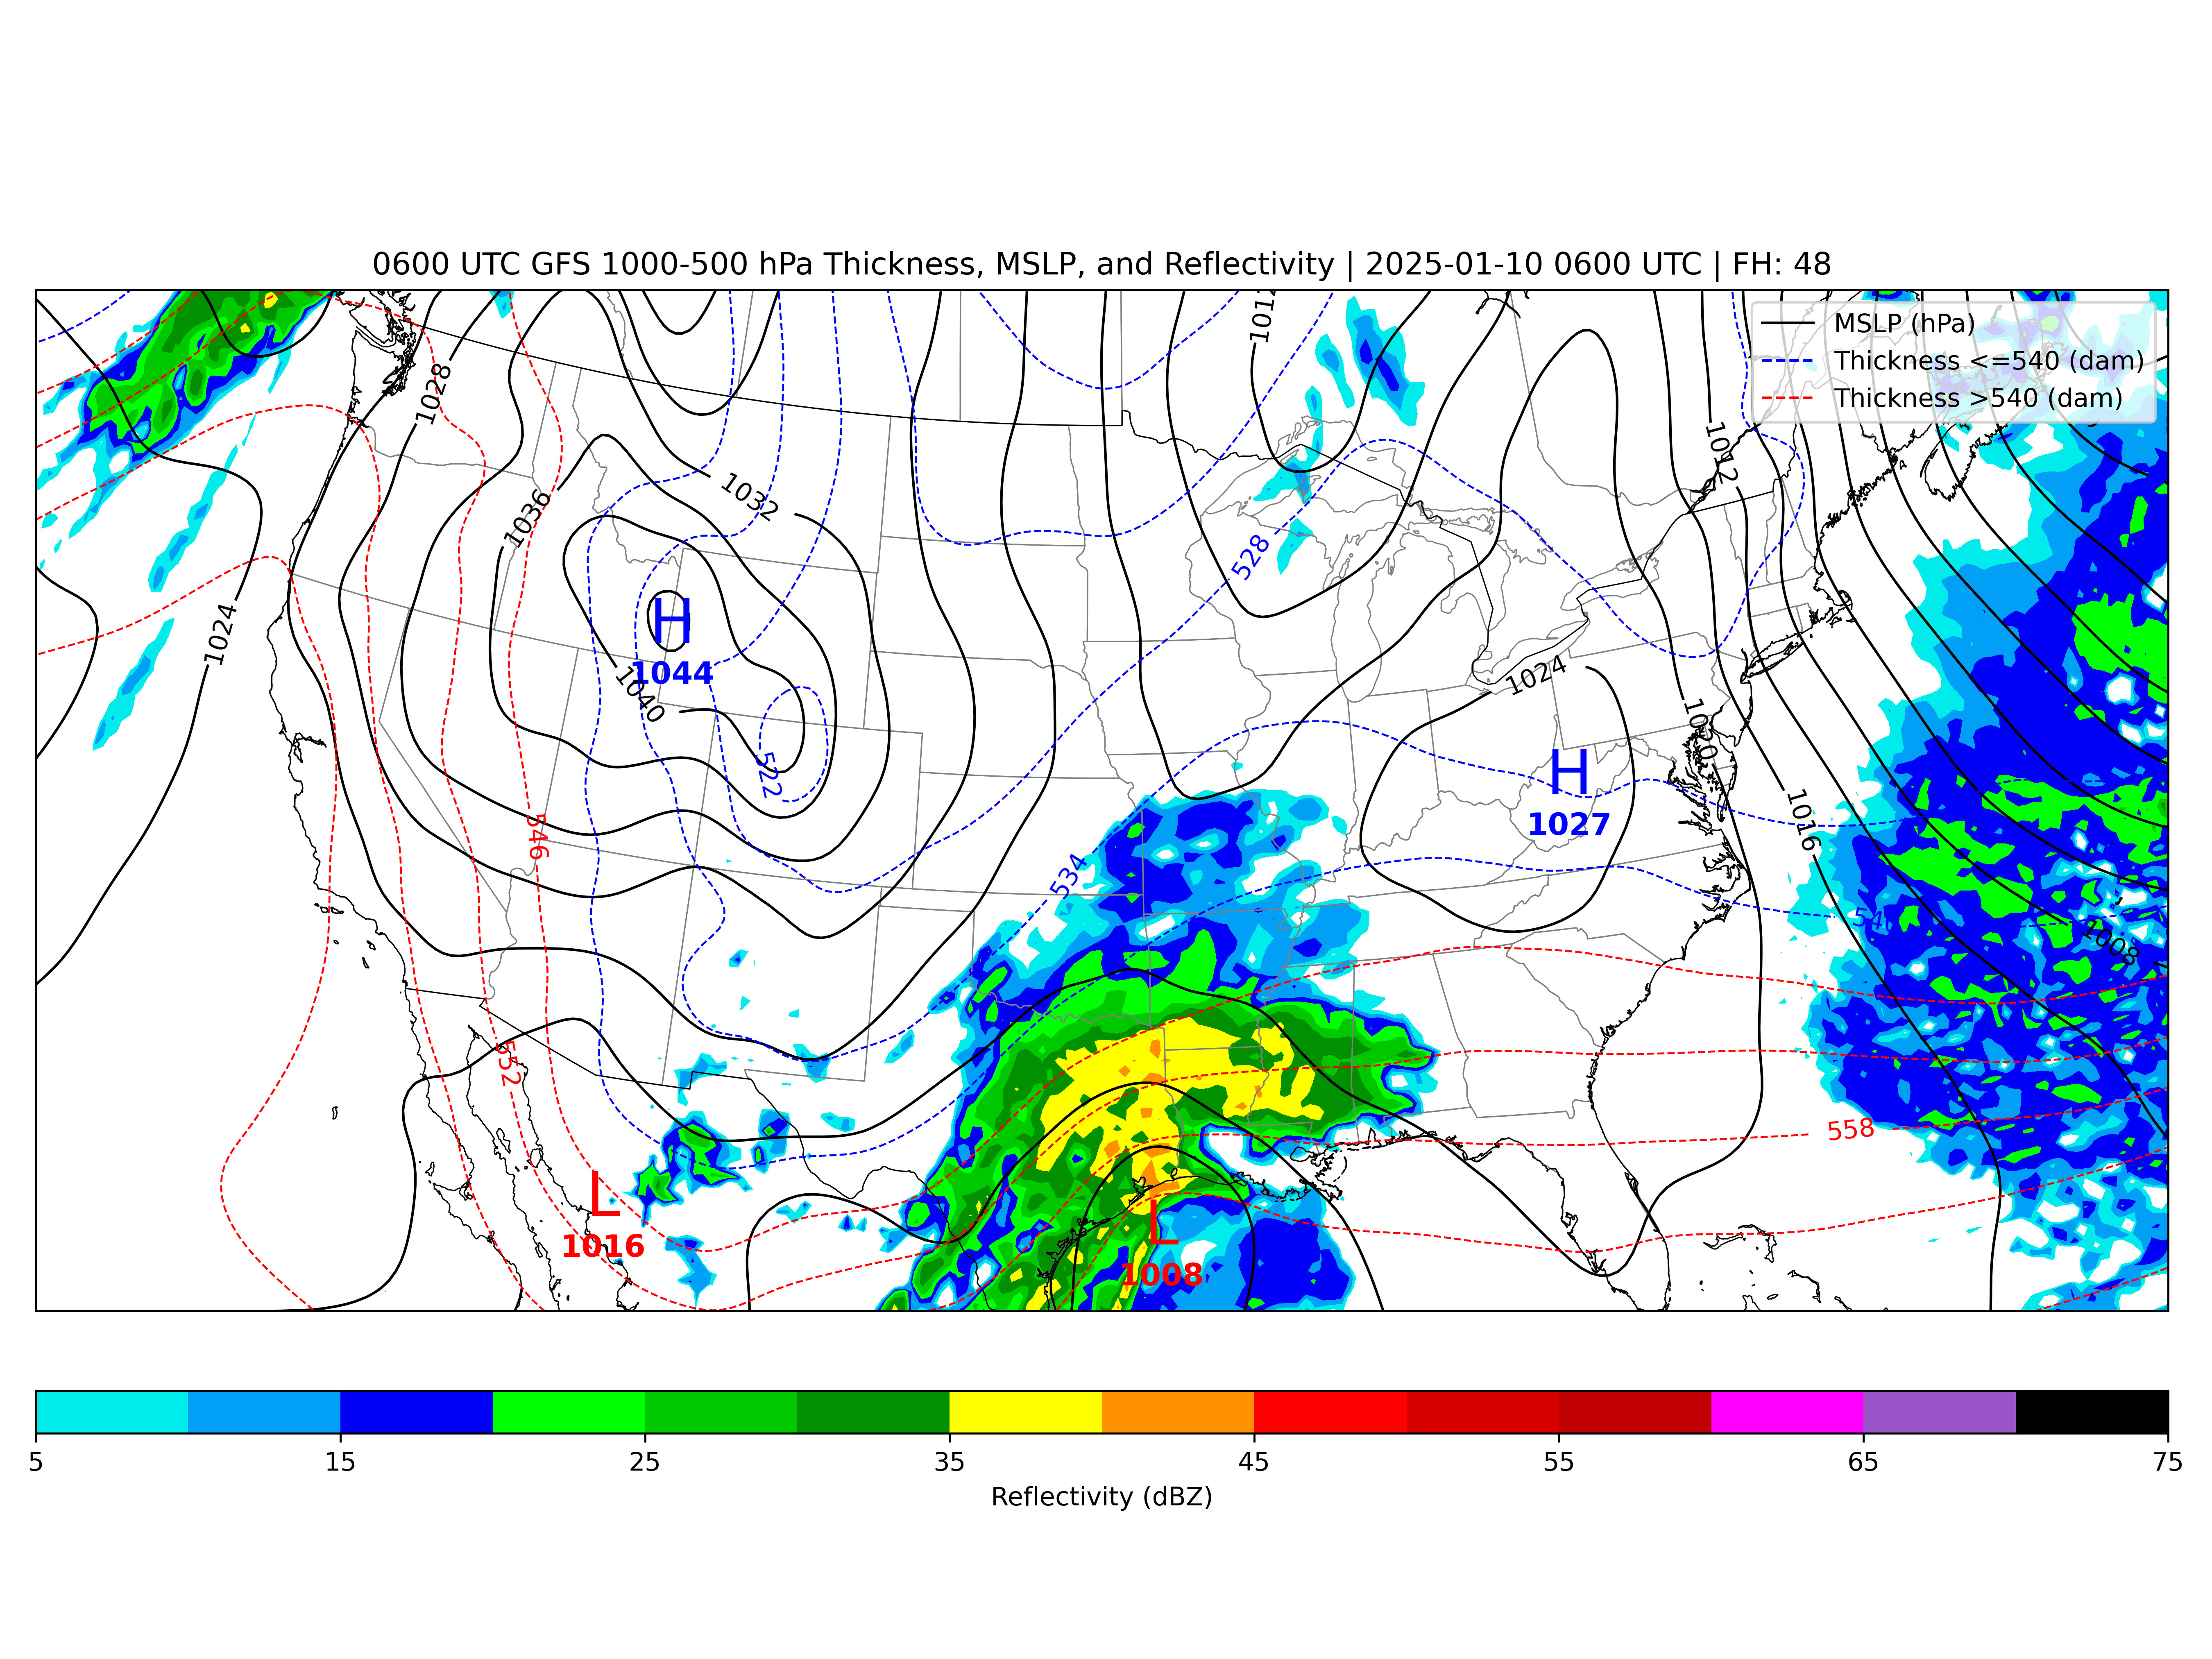 0600 UTC GFS 1000-500 hPa Thickness, MSLP, and Reflectivity | 2025-01-10 0600 UTC | FH: 48
MSLP (hPa)
Thickness <=540 (dam)
Thickness >540 (dam)
1012
1028
1012
1032
1036
528
1024
H
1044
1040
1024
1020
522
H
1027
1016
546
534
1008
552
558
L
1016
L
1008
5 15 25 35 45 55 65 75
Reflectivity (dBZ)